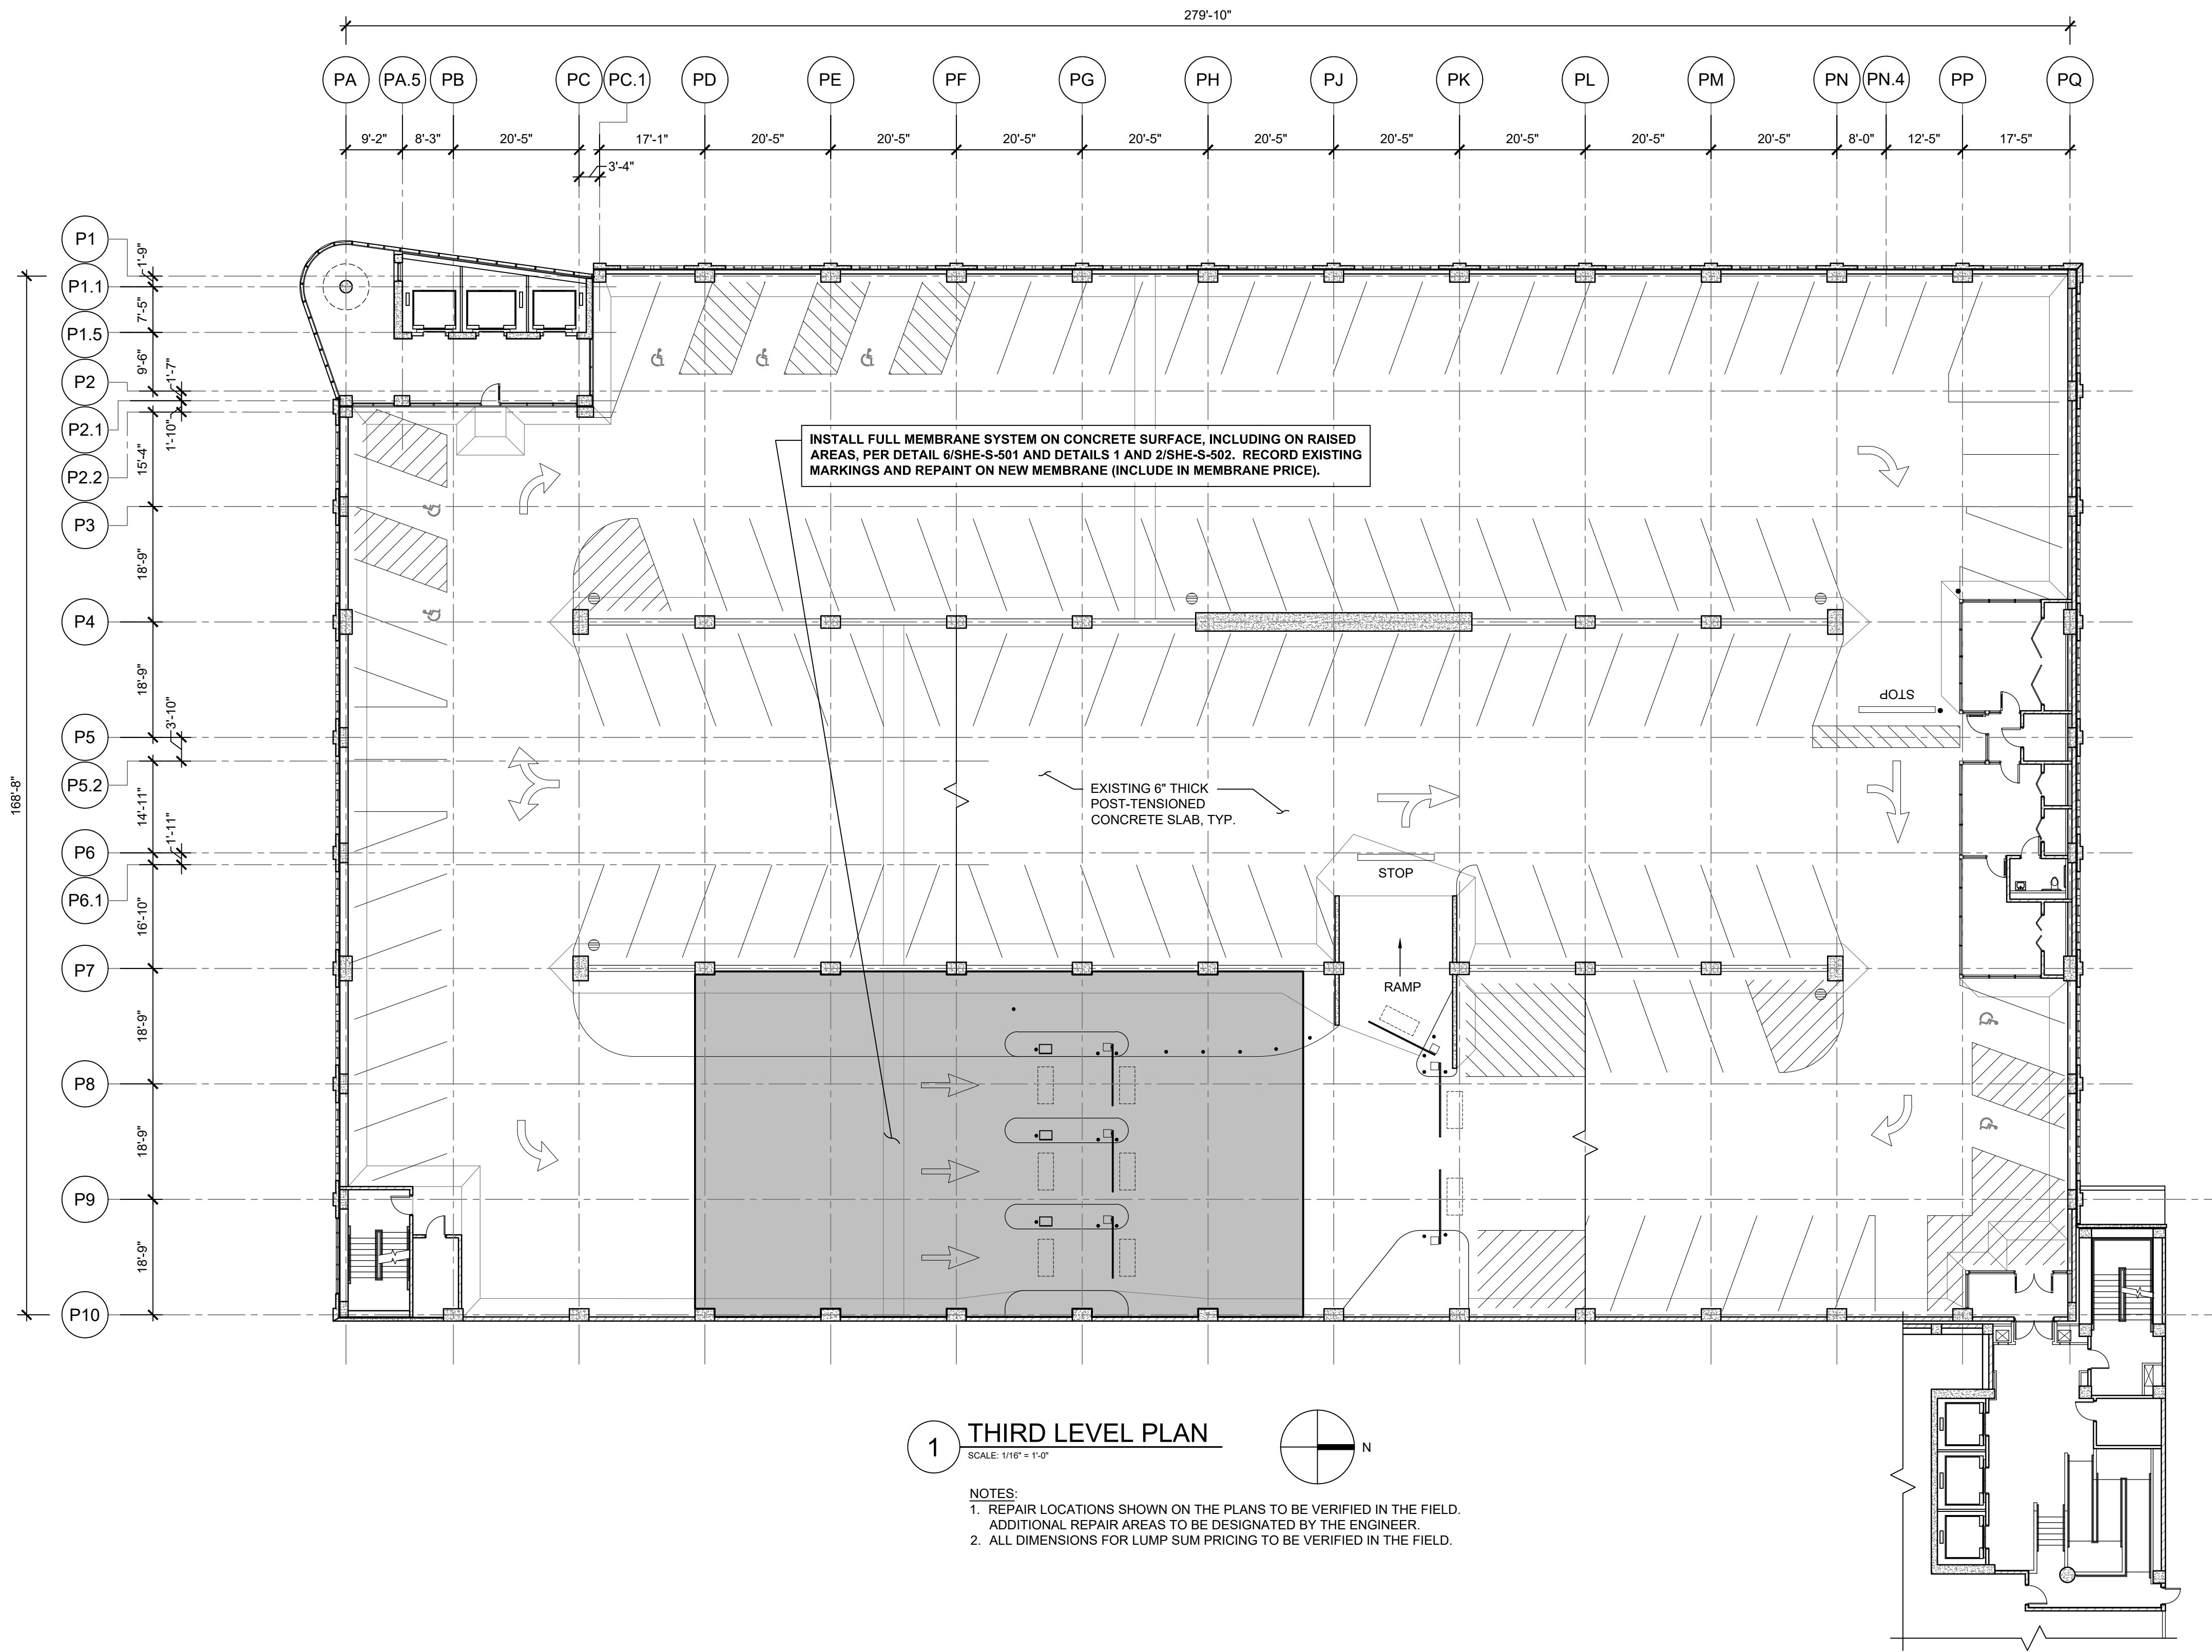 279'-10"
PA PA.5 PB PC PC.1 PD PE PF PG PH PJ PK PL PM PN PN.4 PP PQ
9'-2" 8'-3" 20'-5" 17'-1" 20'-5" 20'-5" 20'-5" 20'-5" 20'-5" 20'-5" 20'-5" 20'-5" 20'-5" 8'-0" 12'-5" 17'-5"
3'-4"
P1
1'-9"
P1.1
7'-5"
P1.5
9'-6"
1'-7"
P2
P2.1
1'-10"
15'-4"
P2.2
P3
18'-9"
P4
18'-9"
3'-10"
P5
P5.2
14'-11"
1'-11"
P6
P6.1
16'-10"
P7
18'-9"
P8
18'-9"
P9
18'-9"
P10
168'-8"
INSTALL FULL MEMBRANE SYSTEM ON CONCRETE SURFACE, INCLUDING ON RAISED
AREAS, PER DETAIL 6/SHE-S-501 AND DETAILS 1 AND 2/SHE-S-502. RECORD EXISTING
MARKINGS AND REPAINT ON NEW MEMBRANE (INCLUDE IN MEMBRANE PRICE).
STOP
EXISTING 6" THICK
POST-TENSIONED
CONCRETE SLAB, TYP.
STOP
RAMP
1 THIRD LEVEL PLAN
SCALE: 1/16" = 1'-0"
N
NOTES:
1. REPAIR LOCATIONS SHOWN ON THE PLANS TO BE VERIFIED IN THE FIELD.
ADDITIONAL REPAIR AREAS TO BE DESIGNATED BY THE ENGINEER.
2. ALL DIMENSIONS FOR LUMP SUM PRICING TO BE VERIFIED IN THE FIELD.